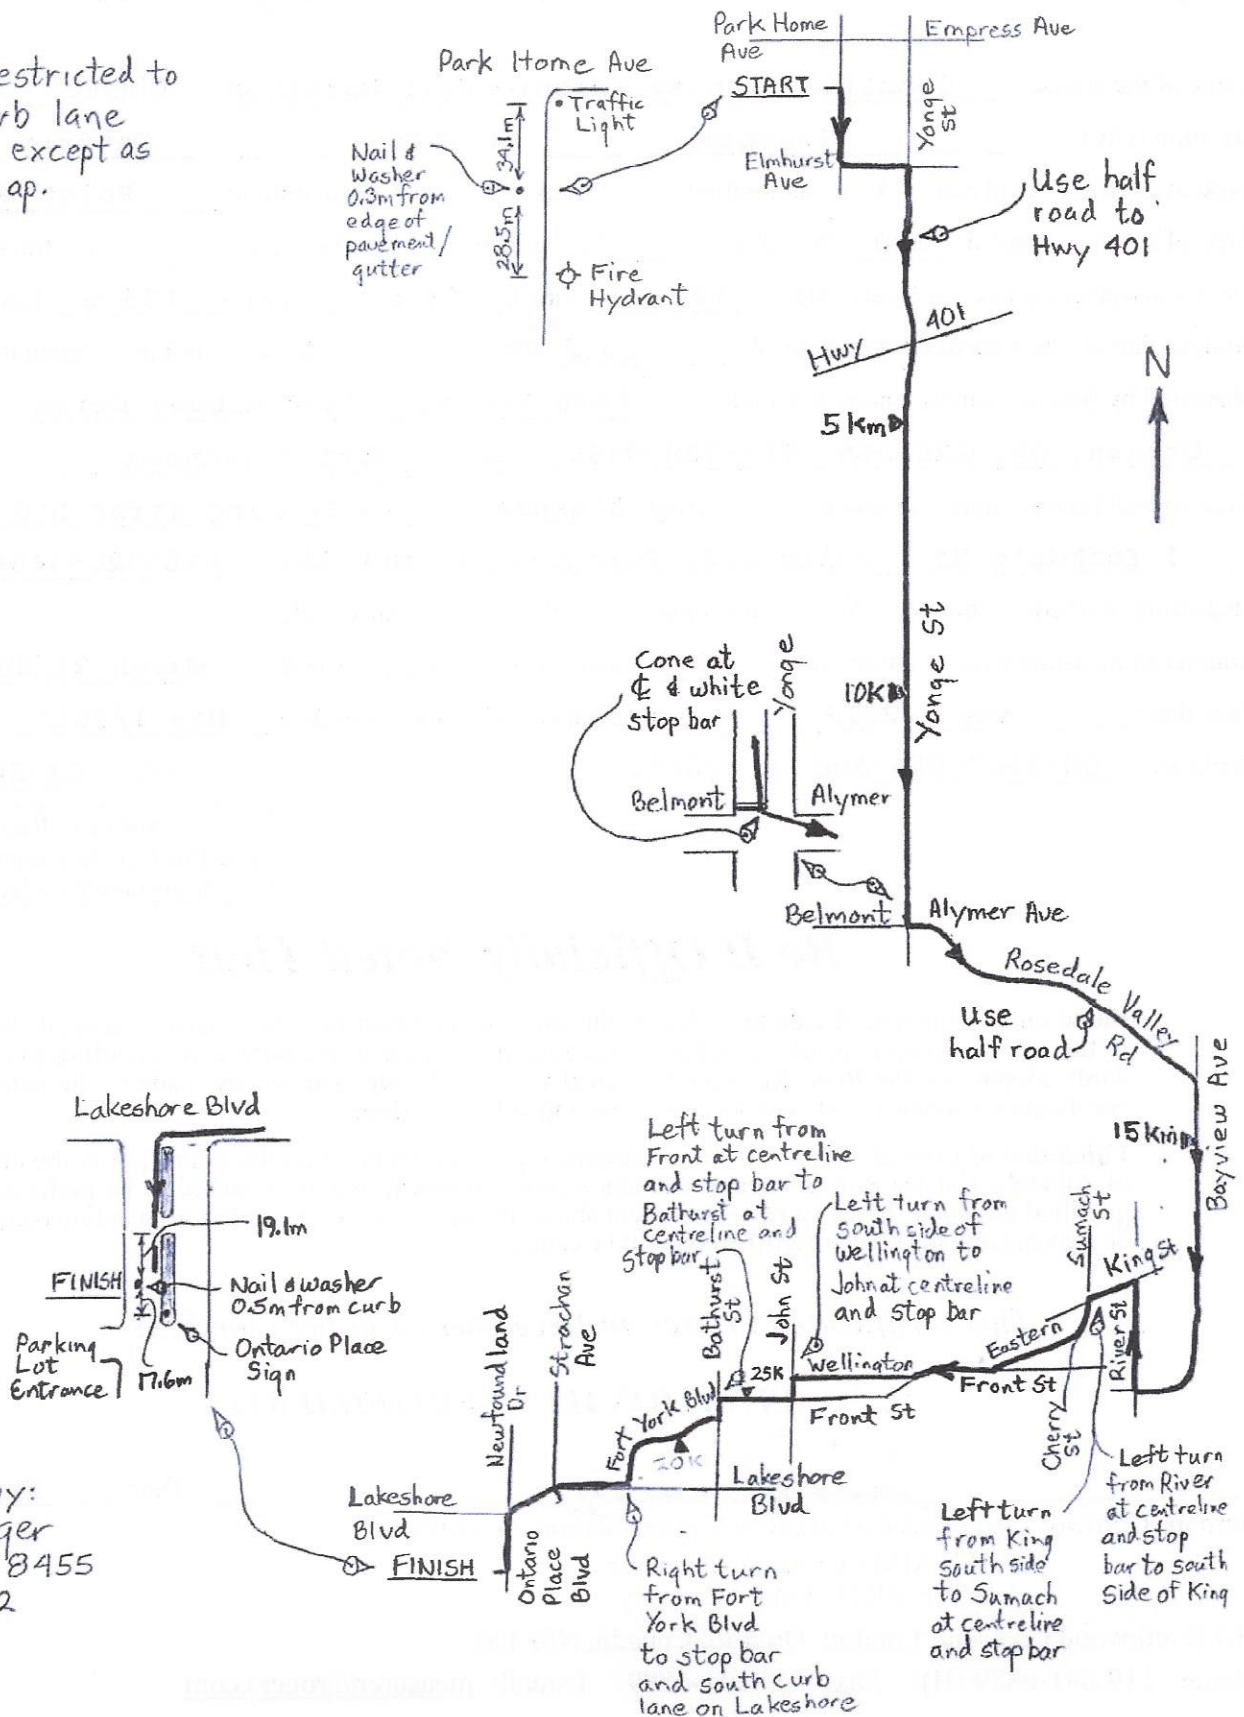 estricted to
rb lane
except as
ap.
Park Home Ave
Traffic
Light
34.1m
28.5m
Nail &
washer
0.3m from
edge of
pavement/
gutter
Fire
Hydrant
Park Home
Ave
Empress Ave
START
Yonge
St
Elmhurst
Ave
Use half
road to
Hwy 401
Hwy 401
N
5 Km
Yonge St
10K
Cone at
℄ & white
stop bar
Yonge
Belmont
Alymer
Belmont
Alymer Ave
Rosedale Valley
Rd
Use
half road
Bayview Ave
15 Km
Lakeshore Blvd
19.1m
FINISH
Nail & washer
0.5m from curb
Ontario Place
Sign
17.6m
Parking
Lot
Entrance
Left turn from
Front at centreline
and stop bar to
Bathurst at
centreline and
stop bar
Left turn from
south side of
Wellington to
John at centreline
and stop bar
Bathurst
St
John St
Sumach
St
King St
River St
Eastern
Wellington
Front St
Front St
25K
Cherry
St
Newfoundland
Dr
Strachan
Ave
Fort York Blvd
20K
Lakeshore
Blvd
Lakeshore
Blvd
FINISH
Ontario
Place
Blvd
Right turn
from Fort
York Blvd
to stop bar
and south curb
lane on Lakeshore
Left turn
from King
South side
to Sumach
at centreline
and stop bar
Left turn
from River
at centreline
and stop
bar to south
side of King
y:
ger
8455
2